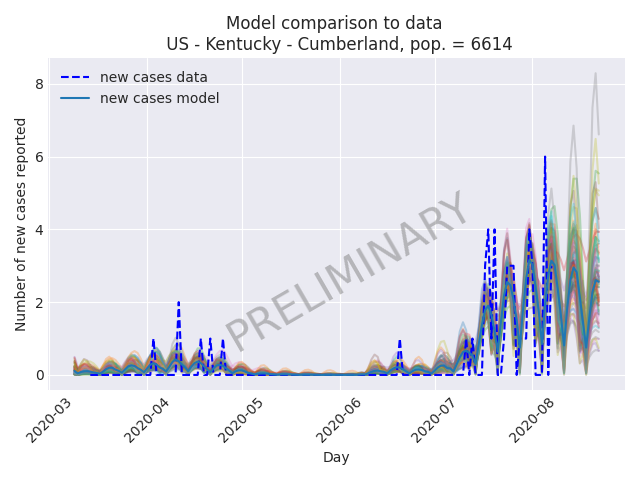 Model comparison to data
US - Kentucky - Cumberland, pop. = 6614
new cases data
new cases model
Number of new cases reported
8
6
4
2
0
PRELIMINARY
2020-03
2020-04
2020-05
2020-06
2020-07
2020-08
Day